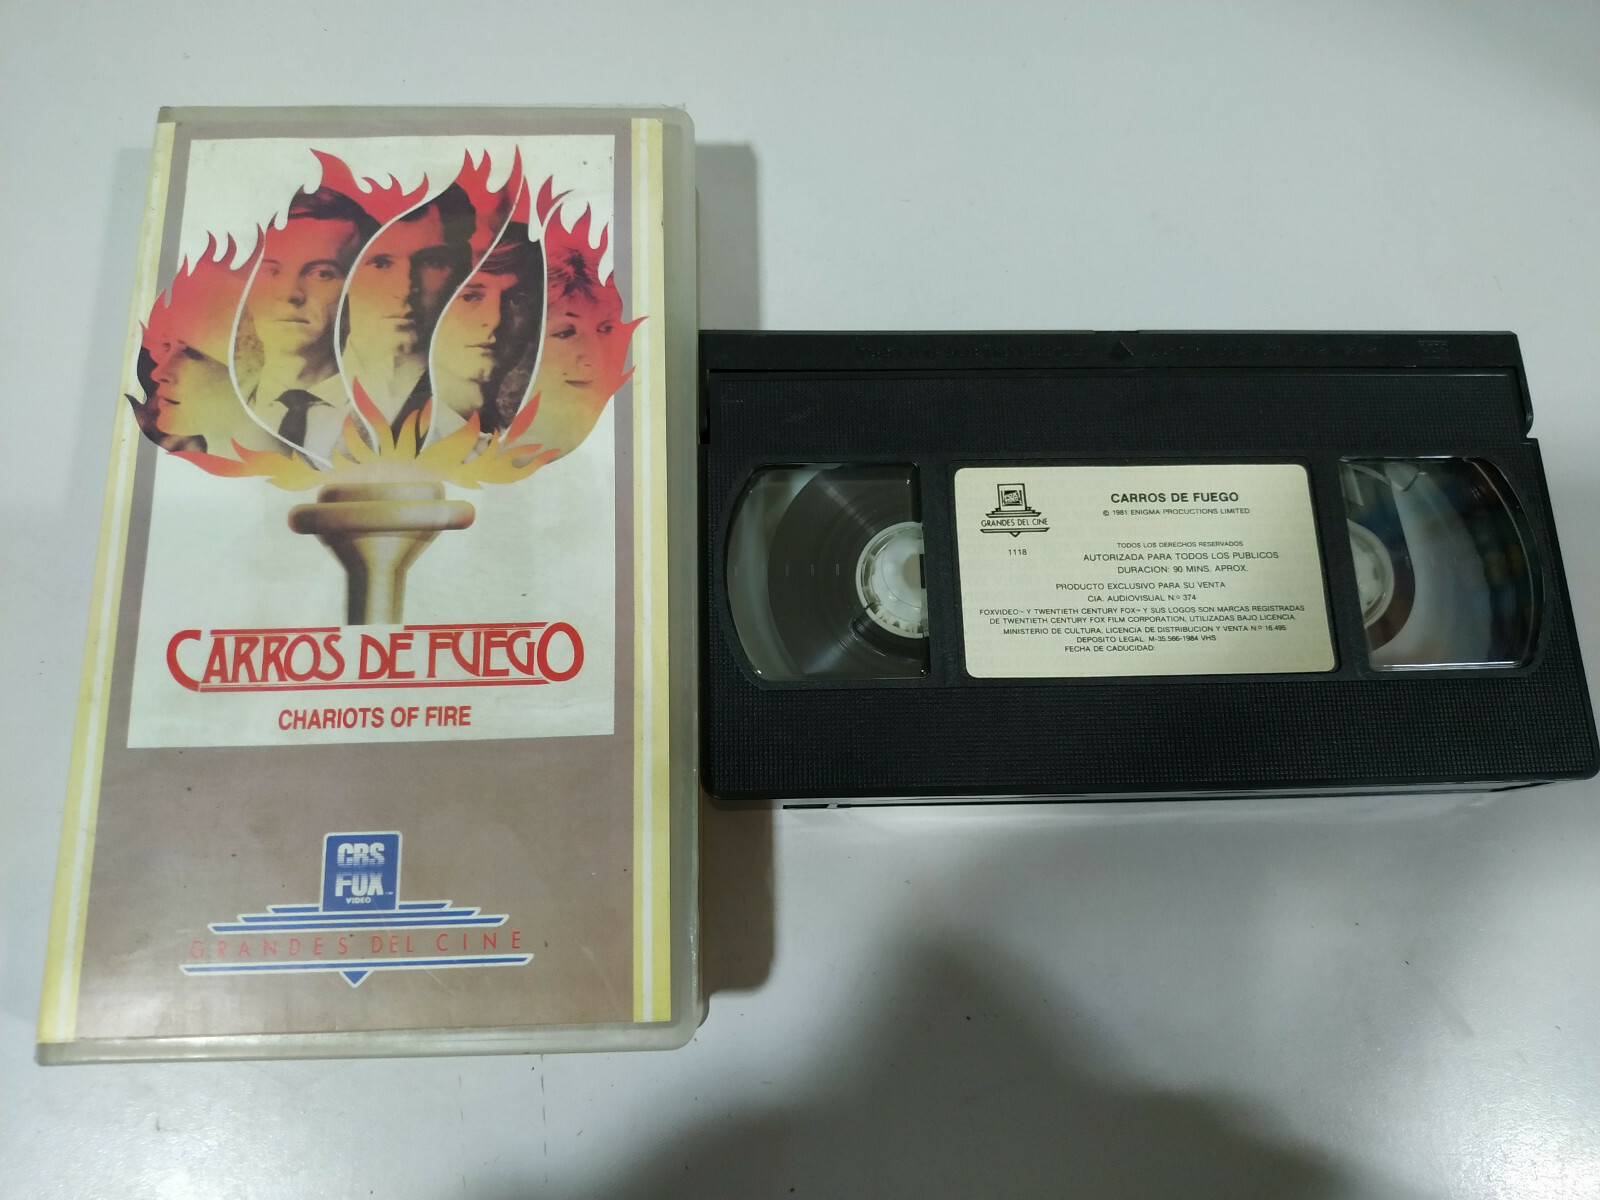 CARROS DE FUEGO
CHARIOTS OF FIRE
CBS
FOX
VIDEO
GRANDES DEL CINE
GRANDES DEL CINE
1118
CARROS DE FUEGO
© 1981 ENIGMA PRODUCTIONS LIMITED
TODOS LOS DERECHOS RESERVADOS
AUTORIZADA PARA TODOS LOS PUBLICOS
DURACION: 90 MINS. APROX.
PRODUCTO EXCLUSIVO PARA SU VENTA
CIA. AUDIOVISUAL N.º 374
FOXVIDEO™ Y TWENTIETH CENTURY FOX™ Y SUS LOGOS SON MARCAS REGISTRADAS
DE TWENTIETH CENTURY FOX FILM CORPORATION, UTILIZADAS BAJO LICENCIA.
MINISTERIO DE CULTURA, LICENCIA DE DISTRIBUCION Y VENTA N.º 16.495
DEPOSITO LEGAL: M-35.566-1984 VHS
FECHA DE CADUCIDAD: